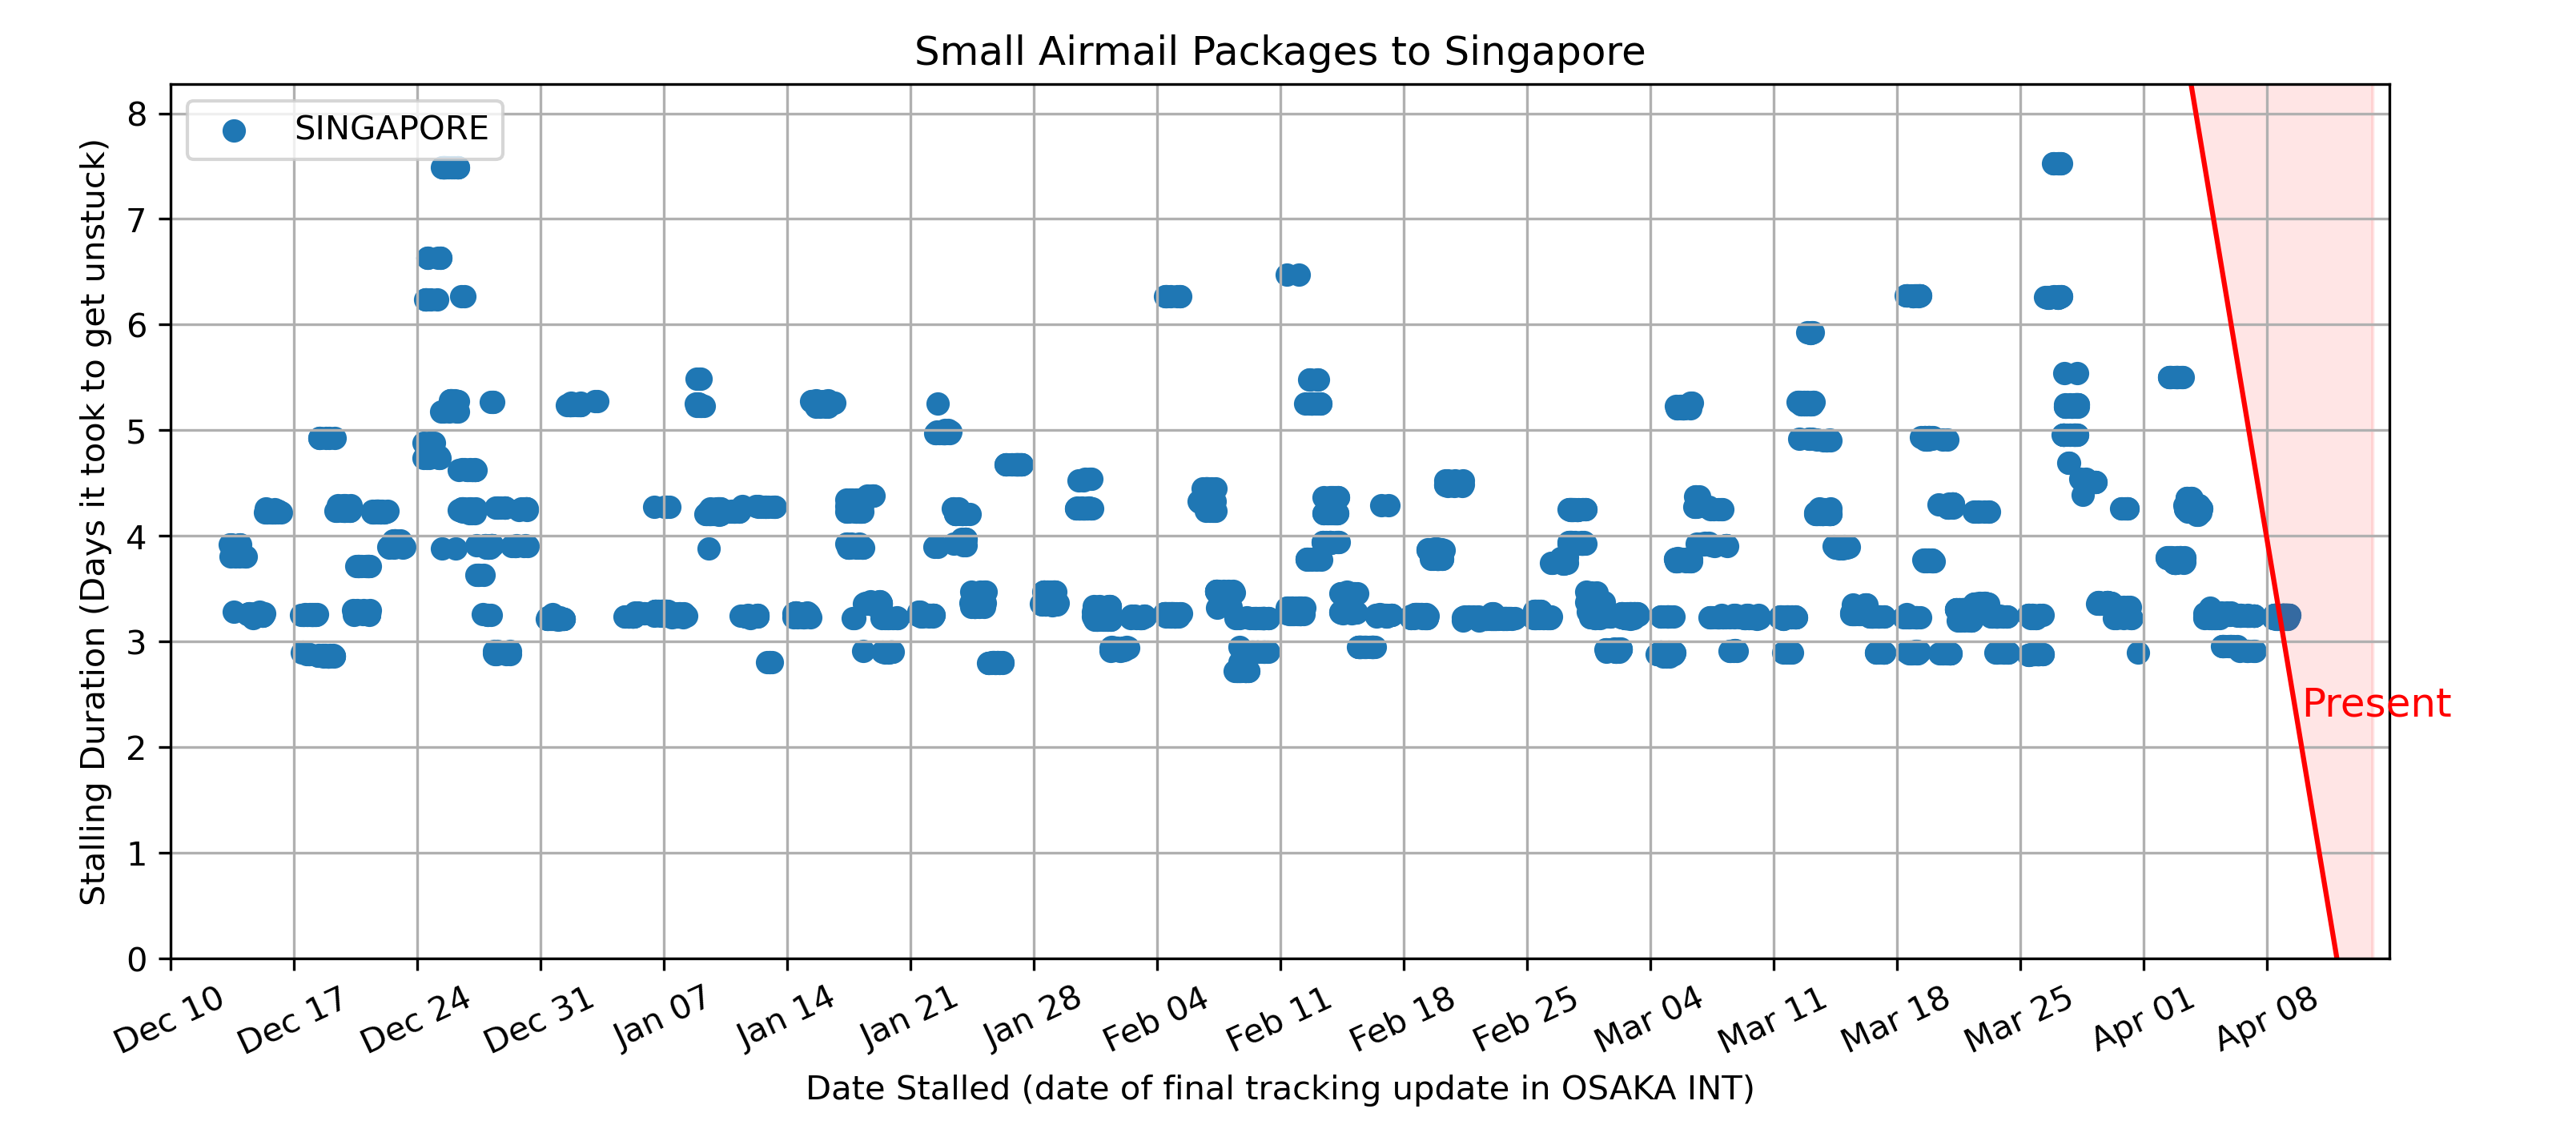 Small Airmail Packages to Singapore
Stalling Duration (Days it took to get unstuck)
SINGAPORE
8
7
6
5
4
3
2
1
0
Present
Dec 10 Dec 17 Dec 24 Dec 31 Jan 07 Jan 14 Jan 21 Jan 28 Feb 04 Feb 11 Feb 18 Feb 25 Mar 04 Mar 11 Mar 18 Mar 25 Apr 01 Apr 08
Date Stalled (date of final tracking update in OSAKA INT)